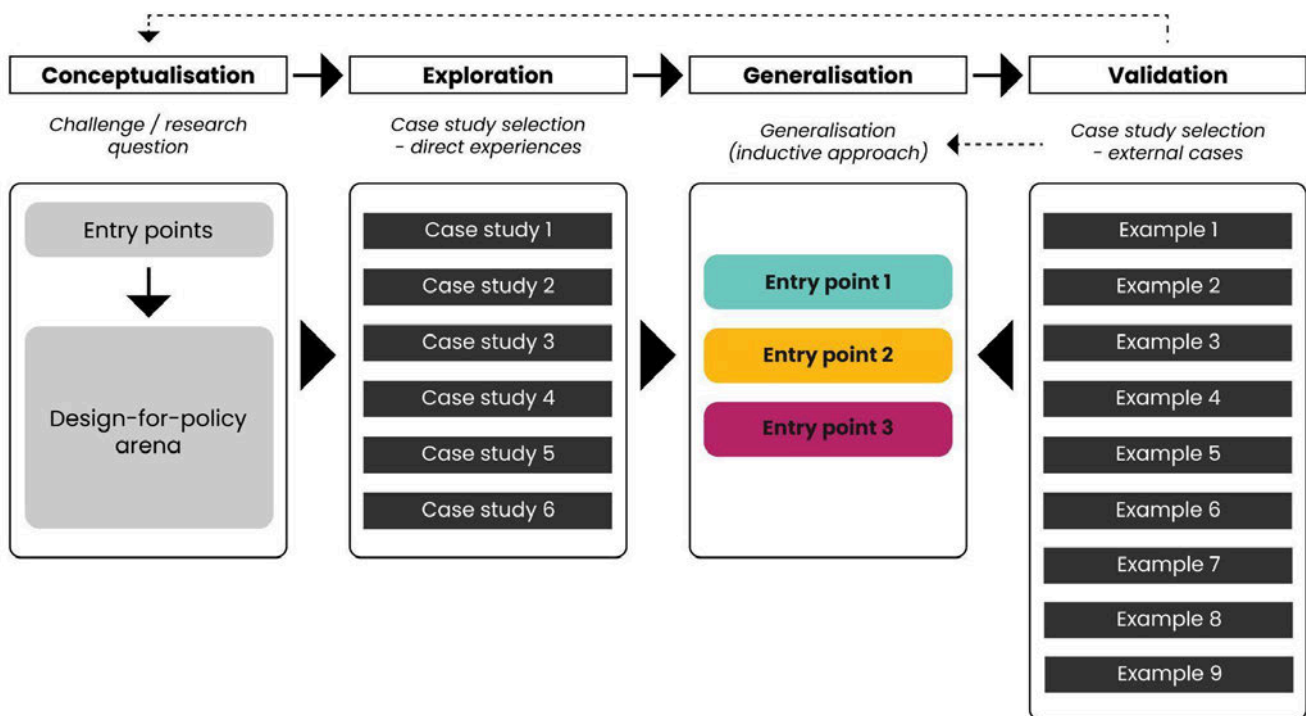 Conceptualisation
Exploration
Generalisation
Validation
Challenge / research
question
Case study selection
- direct experiences
Generalisation
(inductive approach)
Case study selection
- external cases
Entry points
Design-for-policy
arena
Case study 1
Case study 2
Case study 3
Case study 4
Case study 5
Case study 6
Entry point 1
Entry point 2
Entry point 3
Example 1
Example 2
Example 3
Example 4
Example 5
Example 6
Example 7
Example 8
Example 9